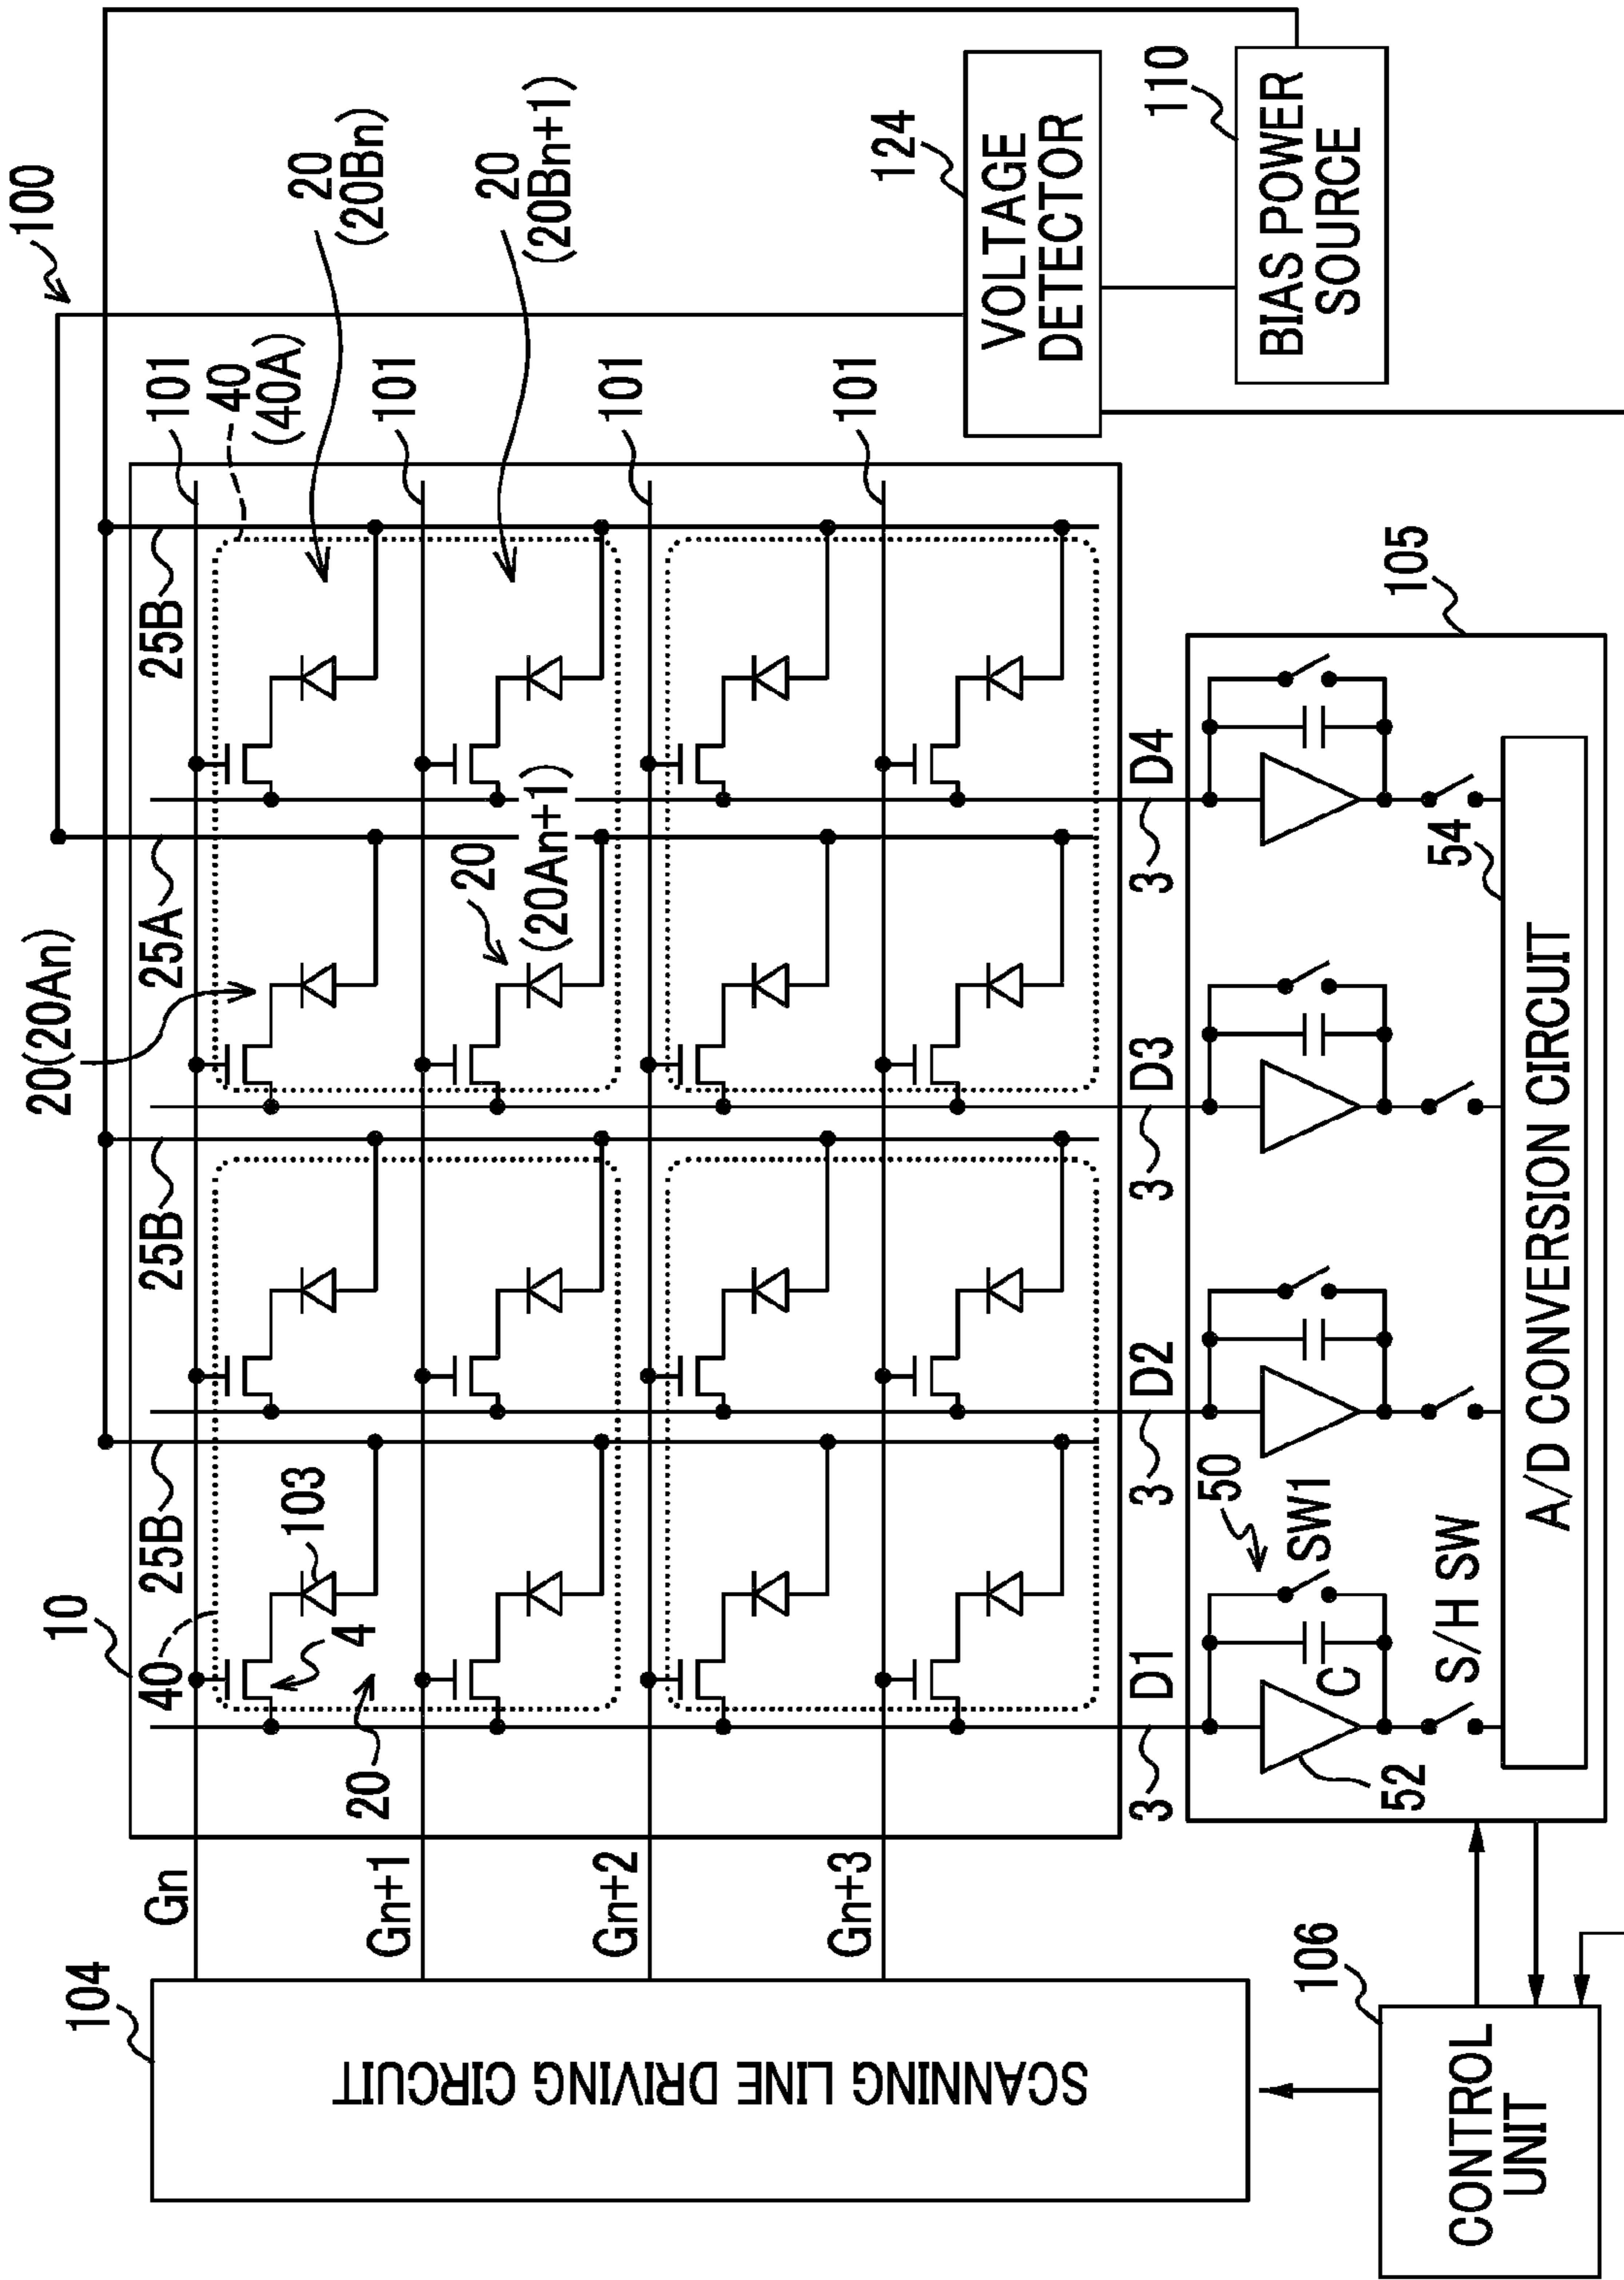 100
104
Gn
Gn+1
Gn+2
Gn+3
SCANNING LINE DRIVING CIRCUIT
10
40
25B
25B
20(20An)
25A
25B
101
40
(40A)
101
101
101
20
(20Bn)
20
(20Bn+1)
103
4
20
20
(20An+1)
3
D1
3
D2
3
D3
3
D4
124
VOLTAGE
DETECTOR
110
BIAS POWER
SOURCE
105
50
SW1
C
52
S/H SW
54
A/D CONVERSION CIRCUIT
106
CONTROL
UNIT